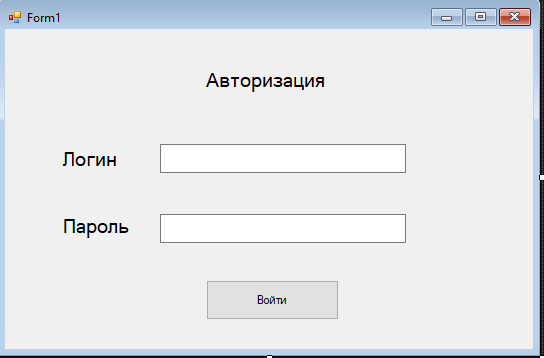 Form1
Авторизация
Логин
Пароль
Войти